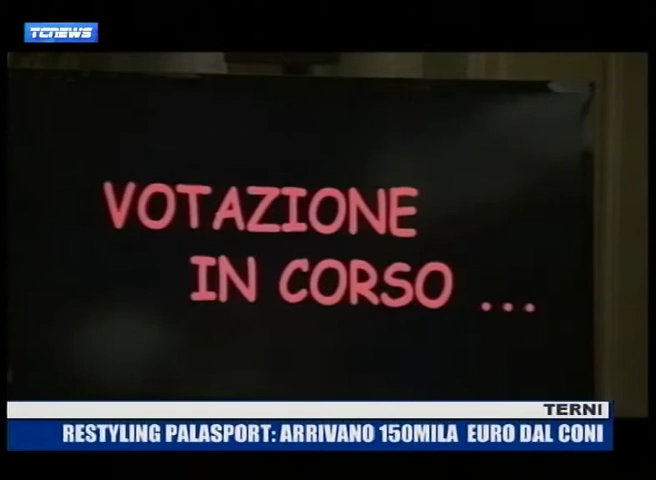 TCNEWS
VOTAZIONE
IN CORSO ...
TERNI
RESTYLING PALASPORT: ARRIVANO 150MILA EURO DAL CONI